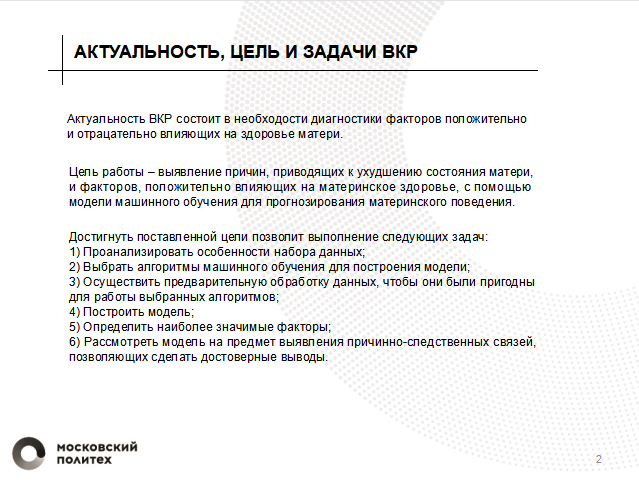 АКТУАЛЬНОСТЬ, ЦЕЛЬ И ЗАДАЧИ ВКР
Актуальность ВКР состоит в необходости диагностики факторов положительно
и отрацательно влияющих на здоровье матери.
Цель работы – выявление причин, приводящих к ухудшению состояния матери,
и факторов, положительно влияющих на материнское здоровье, с помощью
модели машинного обучения для прогнозирования материнского поведения.
Достигнуть поставленной цели позволит выполнение следующих задач:
1) Проанализировать особенности набора данных;
2) Выбрать алгоритмы машинного обучения для построения модели;
3) Осуществить предварительную обработку данных, чтобы они были пригодны
для работы выбранных алгоритмов;
4) Построить модель;
5) Определить наиболее значимые факторы;
6) Рассмотреть модель на предмет выявления причинно-следственных связей,
позволяющих сделать достоверные выводы.
московский
политех
2